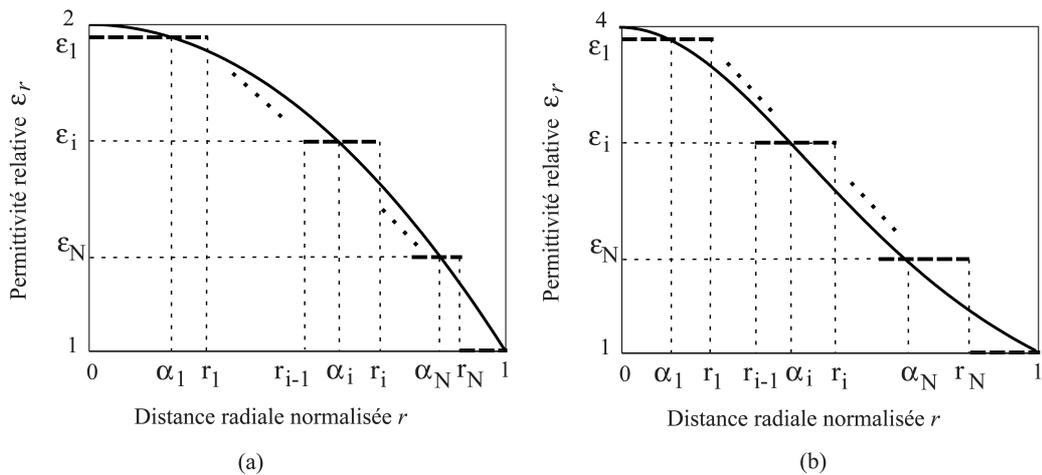 2
ε1
εi
εN
1
Permittivité relative εr
0 α1 r1 ri-1 αi ri αN rN 1
Distance radiale normalisée r
(a)
4
ε1
εi
εN
1
Permittivité relative εr
0 α1 r1 ri-1 αi ri αN rN 1
Distance radiale normalisée r
(b)